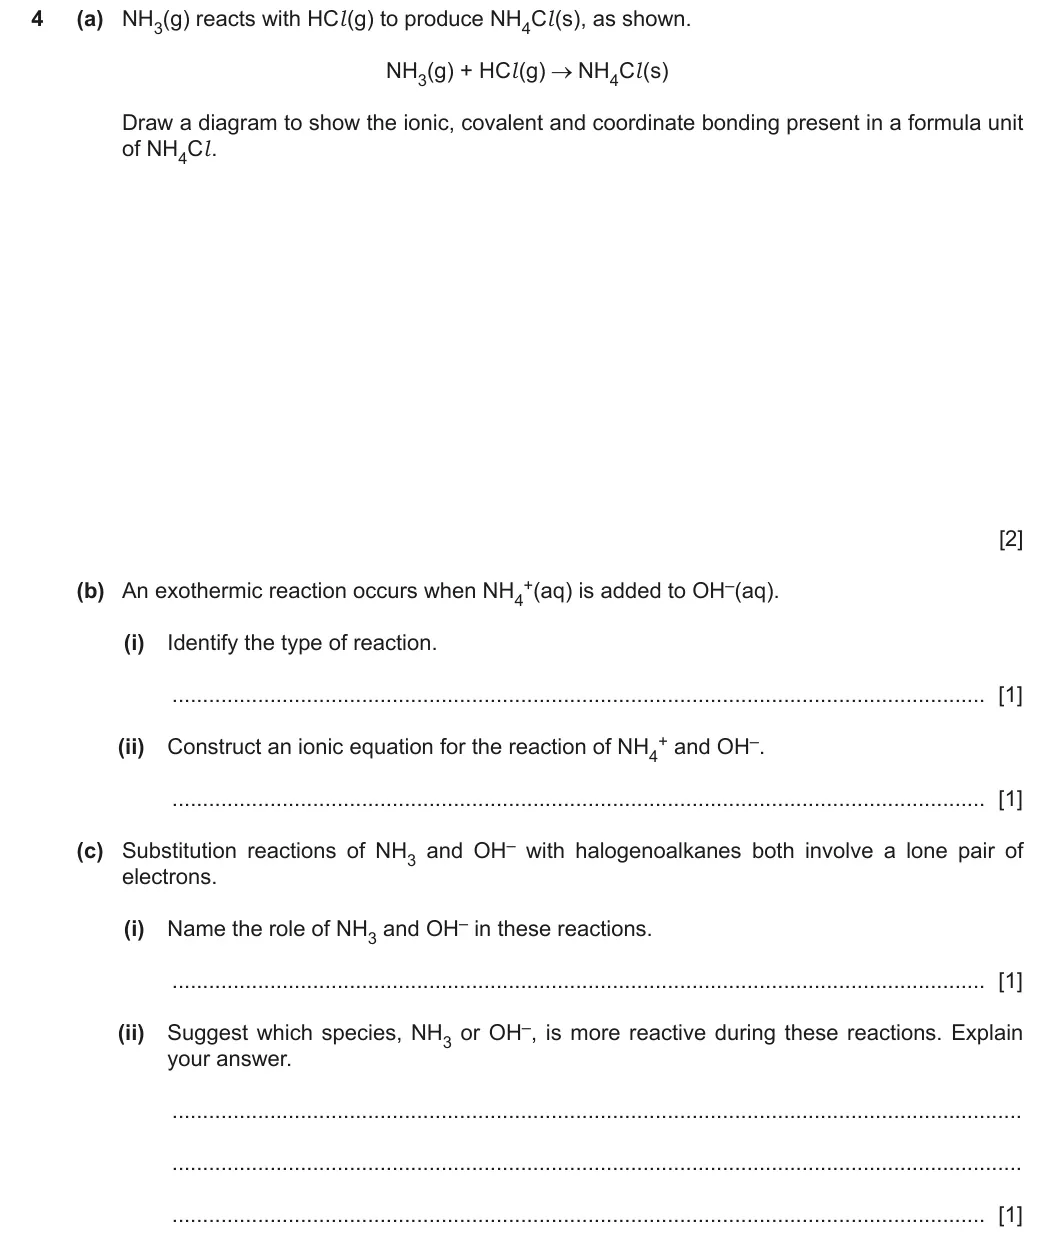 4 (a) NH₃(g) reacts with HCl(g) to produce NH₄Cl(s), as shown.
NH₃(g) + HCl(g) → NH₄Cl(s)
Draw a diagram to show the ionic, covalent and coordinate bonding present in a formula unit
of NH₄Cl.
[2]
(b) An exothermic reaction occurs when NH₄⁺(aq) is added to OH⁻(aq).
(i) Identify the type of reaction.
...................................................................................................................................... [1]
(ii) Construct an ionic equation for the reaction of NH₄⁺ and OH⁻.
...................................................................................................................................... [1]
(c) Substitution reactions of NH₃ and OH⁻ with halogenoalkanes both involve a lone pair of
electrons.
(i) Name the role of NH₃ and OH⁻ in these reactions.
...................................................................................................................................... [1]
(ii) Suggest which species, NH₃ or OH⁻, is more reactive during these reactions. Explain
your answer.
............................................................................................................................................
............................................................................................................................................
...................................................................................................................................... [1]